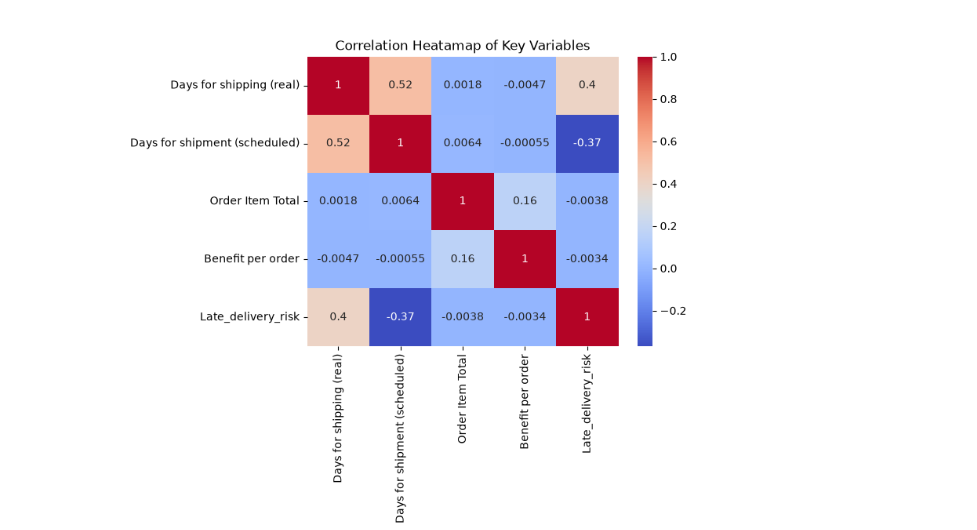 Correlation Heatamap of Key Variables
Days for shipping (real) 1 0.52 0.0018 -0.0047 0.4
Days for shipment (scheduled) 0.52 1 0.0064 -0.00055 -0.37
Order Item Total 0.0018 0.0064 1 0.16 -0.0038
Benefit per order -0.0047 -0.00055 0.16 1 -0.0034
Late_delivery_risk 0.4 -0.37 -0.0038 -0.0034 1
Days for shipping (real)
Days for shipment (scheduled)
Order Item Total
Benefit per order
Late_delivery_risk
1.0
0.8
0.6
0.4
0.2
0.0
−0.2